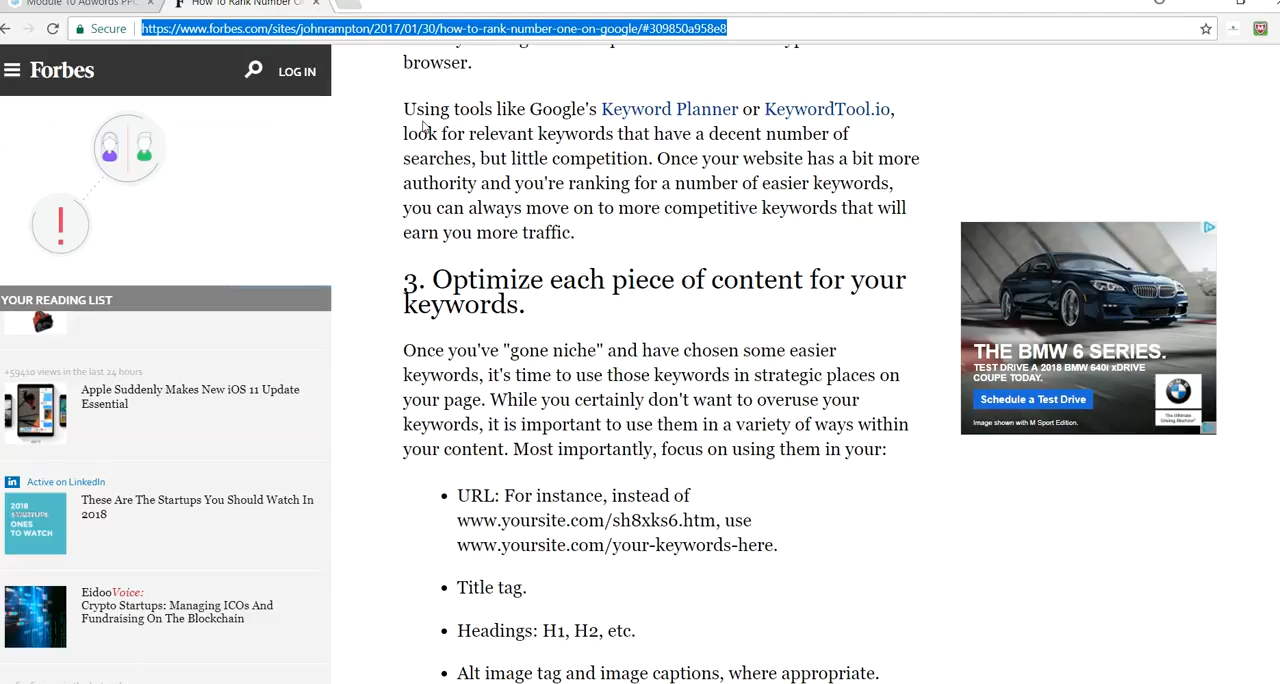 Module 10 Adwords PPC
How To Rank Number O
Secure
https://www.forbes.com/sites/johnrampton/2017/01/30/how-to-rank-number-one-on-google/#309850a958e8
Forbes
LOG IN
browser.
Using tools like Google's Keyword Planner or KeywordTool.io,
look for relevant keywords that have a decent number of
searches, but little competition. Once your website has a bit more
authority and you're ranking for a number of easier keywords,
you can always move on to more competitive keywords that will
earn you more traffic.
3. Optimize each piece of content for your
keywords.
Once you've "gone niche" and have chosen some easier
keywords, it's time to use those keywords in strategic places on
your page. While you certainly don't want to overuse your
keywords, it is important to use them in a variety of ways within
your content. Most importantly, focus on using them in your:
• URL: For instance, instead of
www.yoursite.com/sh8xks6.htm, use
www.yoursite.com/your-keywords-here.
• Title tag.
• Headings: H1, H2, etc.
• Alt image tag and image captions, where appropriate.
YOUR READING LIST
+59410 views in the last 24 hours
Apple Suddenly Makes New iOS 11 Update
Essential
in Active on LinkedIn
2018
STARTUPS
ONES
TO WATCH
These Are The Startups You Should Watch In
2018
EidooVoice:
Crypto Startups: Managing ICOs And
Fundraising On The Blockchain
THE BMW 6 SERIES.
TEST DRIVE A 2018 BMW 640i xDRIVE
COUPE TODAY.
Schedule a Test Drive
Image shown with M Sport Edition.
BMW
The Ultimate
Driving Machine